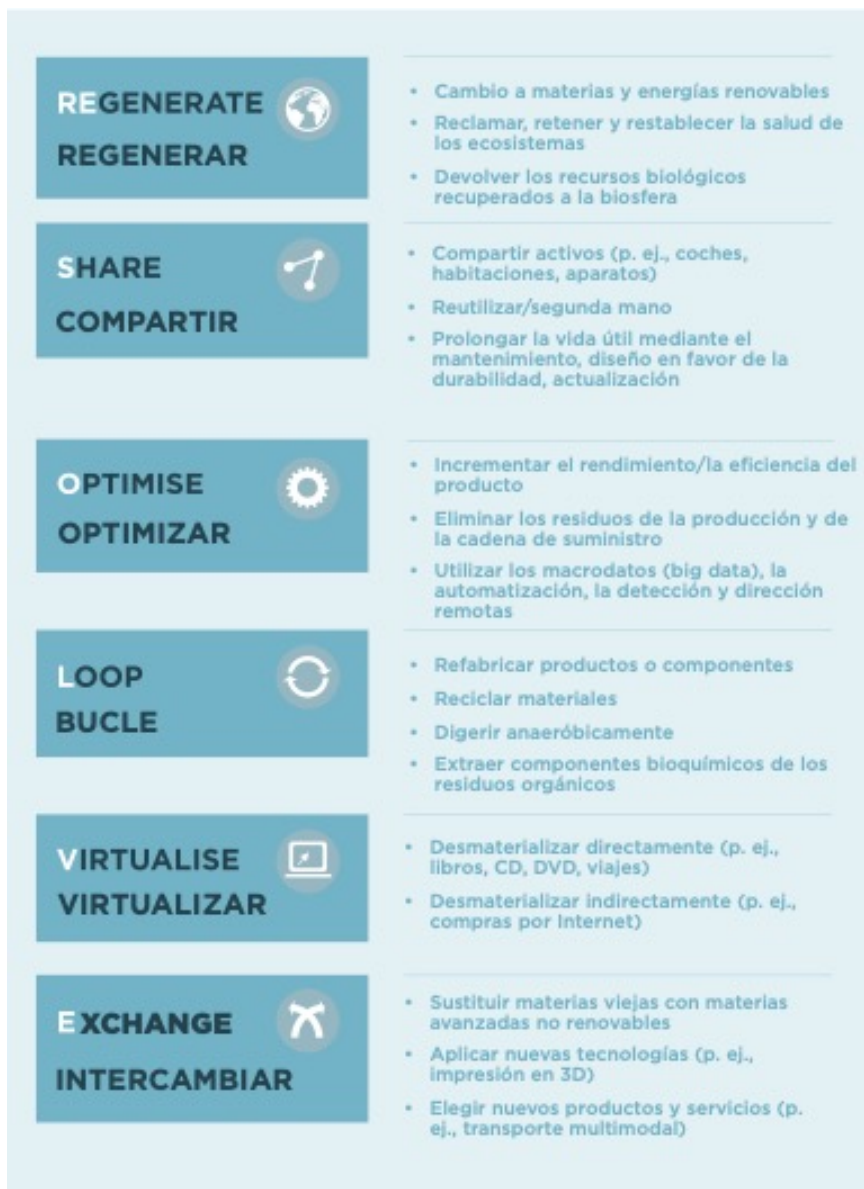 REGENERATE
REGENERAR
• Cambio a materias y energías renovables
• Reclamar, retener y restablecer la salud de
los ecosistemas
• Devolver los recursos biológicos
recuperados a la biosfera
SHARE
COMPARTIR
• Compartir activos (p. ej., coches,
habitaciones, aparatos)
• Reutilizar/segunda mano
• Prolongar la vida útil mediante el
mantenimiento, diseño en favor de la
durabilidad, actualización
OPTIMISE
OPTIMIZAR
• Incrementar el rendimiento/la eficiencia del
producto
• Eliminar los residuos de la producción y de
la cadena de suministro
• Utilizar los macrodatos (big data), la
automatización, la detección y dirección
remotas
LOOP
BUCLE
• Refabricar productos o componentes
• Reciclar materiales
• Digerir anaeróbicamente
• Extraer componentes bioquímicos de los
residuos orgánicos
VIRTUALISE
VIRTUALIZAR
• Desmaterializar directamente (p. ej.,
libros, CD, DVD, viajes)
• Desmaterializar indirectamente (p. ej.,
compras por Internet)
EXCHANGE
INTERCAMBIAR
• Sustituir materias viejas con materias
avanzadas no renovables
• Aplicar nuevas tecnologías (p. ej.,
impresión en 3D)
• Elegir nuevos productos y servicios (p.
ej., transporte multimodal)